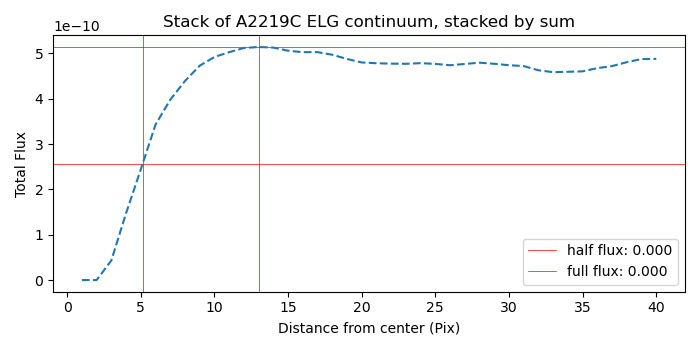 Stack of A2219C ELG continuum, stacked by sum
1e−10
5
4
3
2
1
0
Total Flux
half flux: 0.000
full flux: 0.000
0 5 10 15 20 25 30 35 40
Distance from center (Pix)